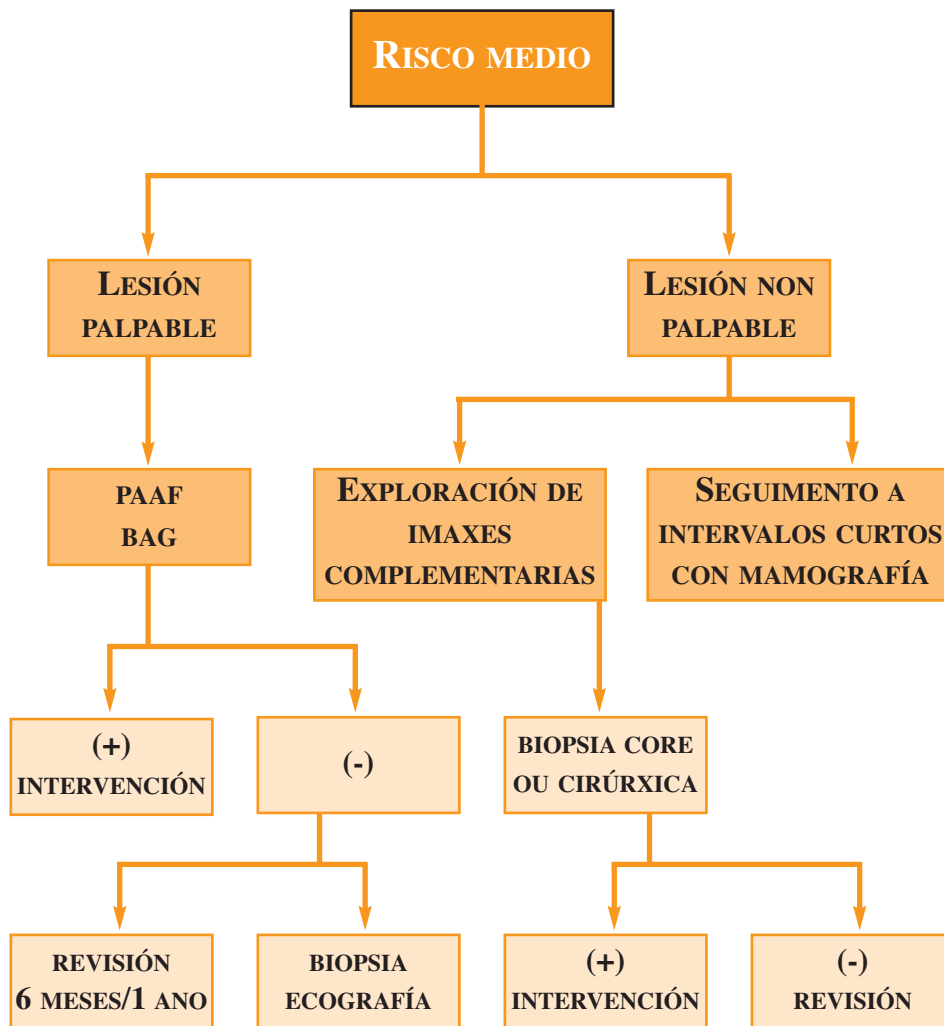 RISCO MEDIO
LESIÓN
PALPABLE
LESIÓN NON
PALPABLE
PAAF
BAG
EXPLORACIÓN DE
IMAXES
COMPLEMENTARIAS
SEGUIMENTO A
INTERVALOS CURTOS
CON MAMOGRAFÍA
(+)
INTERVENCIÓN
(-)
BIOPSIA CORE
OU CIRÚRXICA
REVISIÓN
6 MESES/1 ANO
BIOPSIA
ECOGRAFÍA
(+)
INTERVENCIÓN
(-)
REVISIÓN